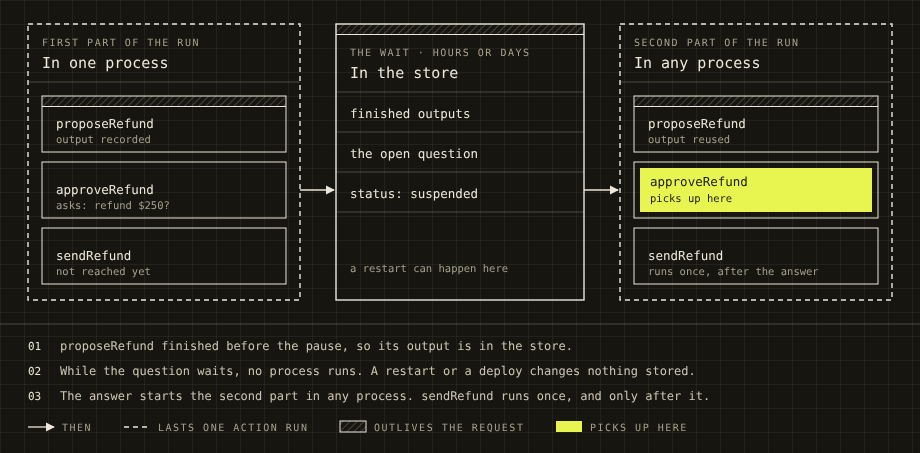 FIRST PART OF THE RUN
In one process
proposeRefund
output recorded
approveRefund
asks: refund $250?
sendRefund
not reached yet
THE WAIT · HOURS OR DAYS
In the store
finished outputs
the open question
status: suspended
a restart can happen here
SECOND PART OF THE RUN
In any process
proposeRefund
output reused
approveRefund
picks up here
sendRefund
runs once, after the answer
01 proposeRefund finished before the pause, so its output is in the store.
02 While the question waits, no process runs. A restart or a deploy changes nothing stored.
03 The answer starts the second part in any process. sendRefund runs once, and only after it.
THEN LASTS ONE ACTION RUN OUTLIVES THE REQUEST PICKS UP HERE